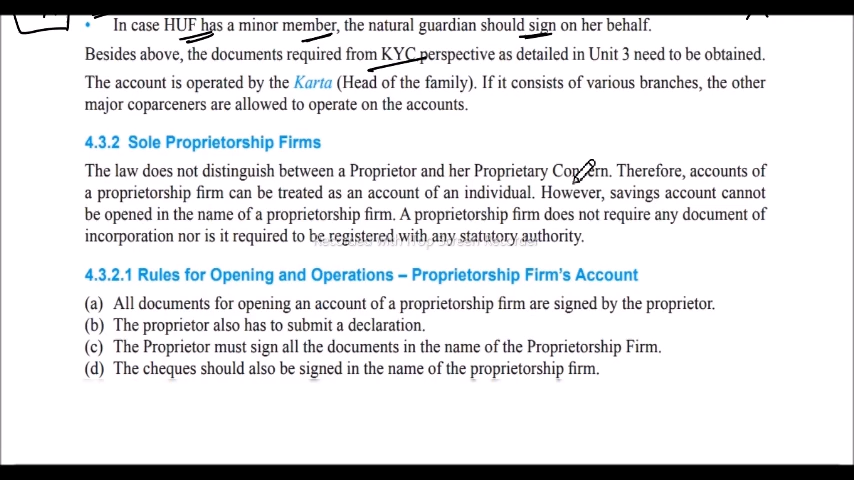 • In case HUF has a minor member, the natural guardian should sign on her behalf.
Besides above, the documents required from KYC perspective as detailed in Unit 3 need to be obtained.
The account is operated by the Karta (Head of the family). If it consists of various branches, the other
major coparceners are allowed to operate on the accounts.
4.3.2 Sole Proprietorship Firms
The law does not distinguish between a Proprietor and her Proprietary Concern. Therefore, accounts of
a proprietorship firm can be treated as an account of an individual. However, savings account cannot
be opened in the name of a proprietorship firm. A proprietorship firm does not require any document of
incorporation nor is it required to be registered with any statutory authority.
Recorded with iTop Screen Recorder
4.3.2.1 Rules for Opening and Operations – Proprietorship Firm's Account
(a) All documents for opening an account of a proprietorship firm are signed by the proprietor.
(b) The proprietor also has to submit a declaration.
(c) The Proprietor must sign all the documents in the name of the Proprietorship Firm.
(d) The cheques should also be signed in the name of the proprietorship firm.